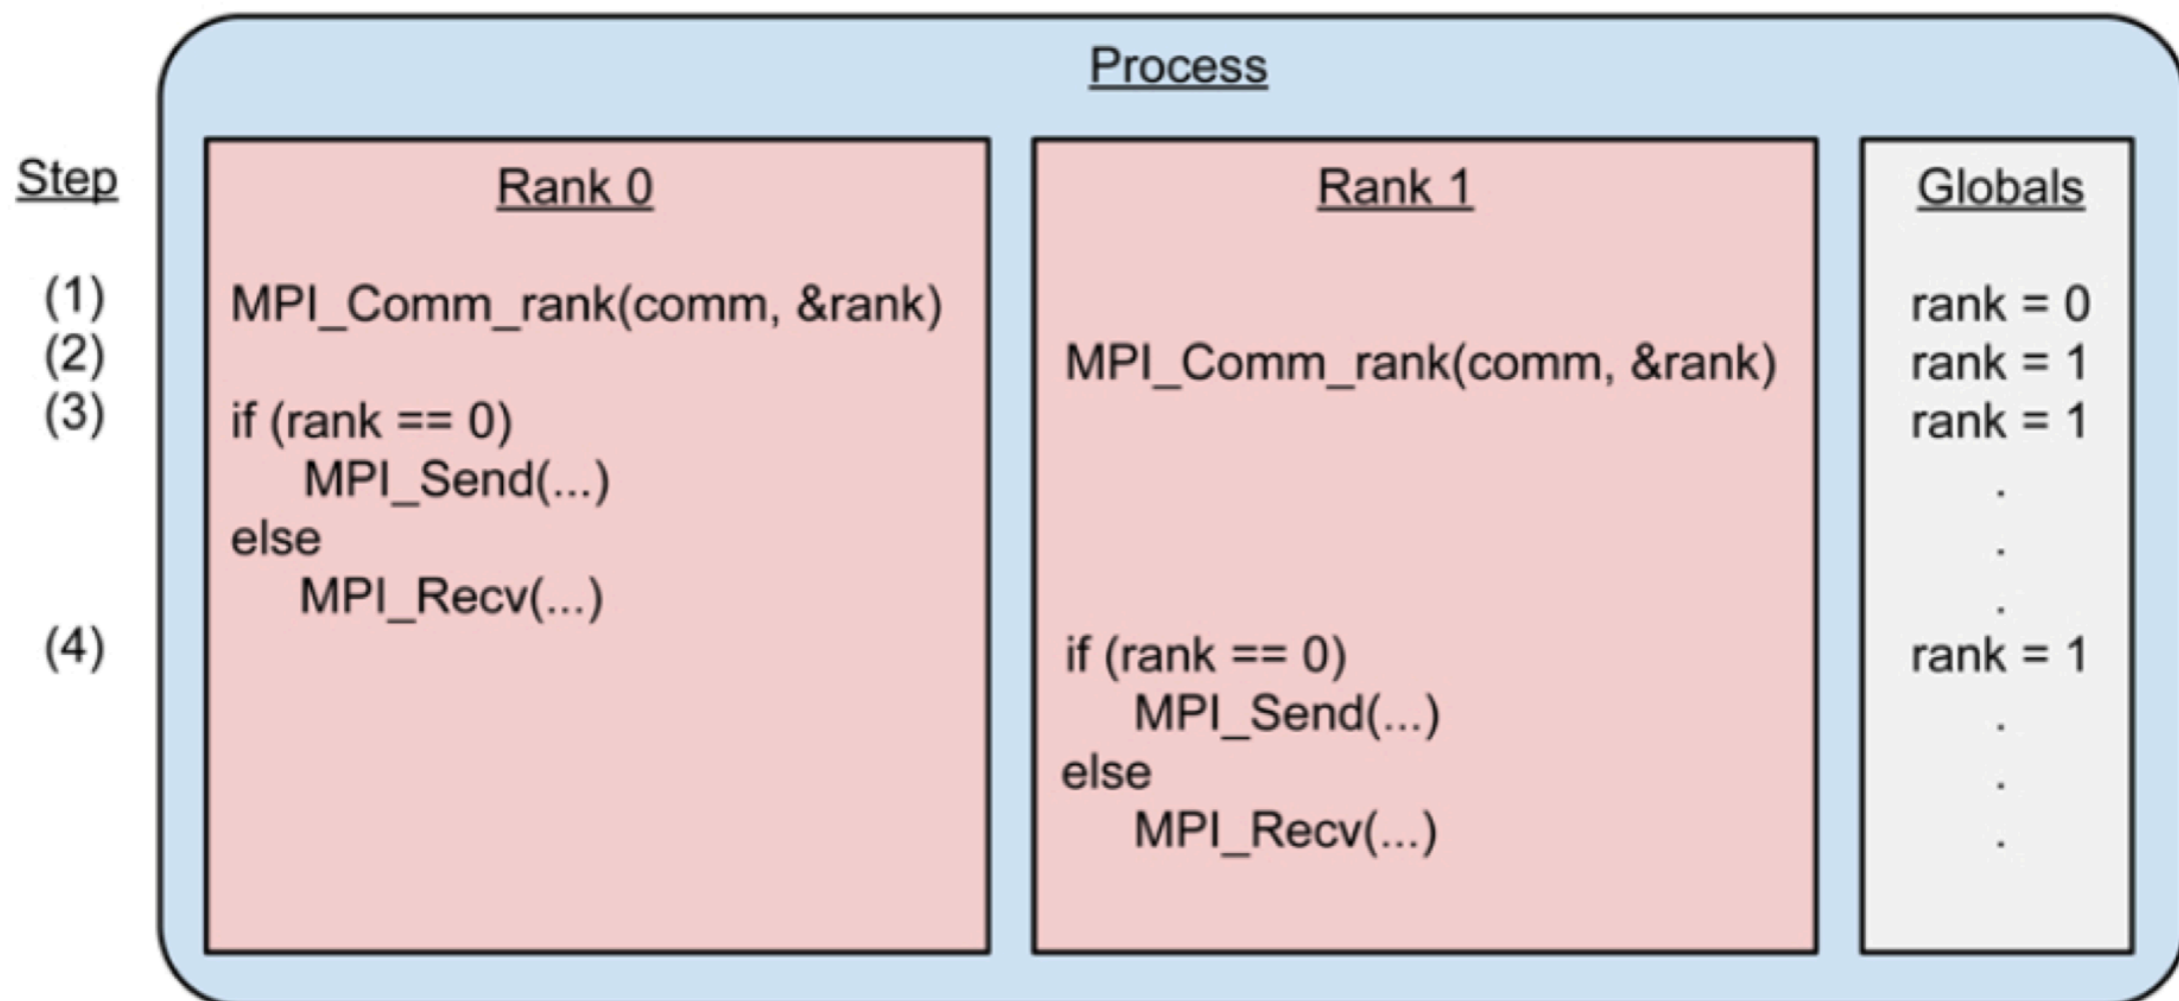 Process
Step Rank 0 Rank 1 Globals
(1) MPI_Comm_rank(comm, &rank) rank = 0
(2) MPI_Comm_rank(comm, &rank) rank = 1
(3) if (rank == 0) rank = 1
MPI_Send(...) .
else .
MPI_Recv(...) .
(4) if (rank == 0) rank = 1
MPI_Send(...) .
else .
MPI_Recv(...) .